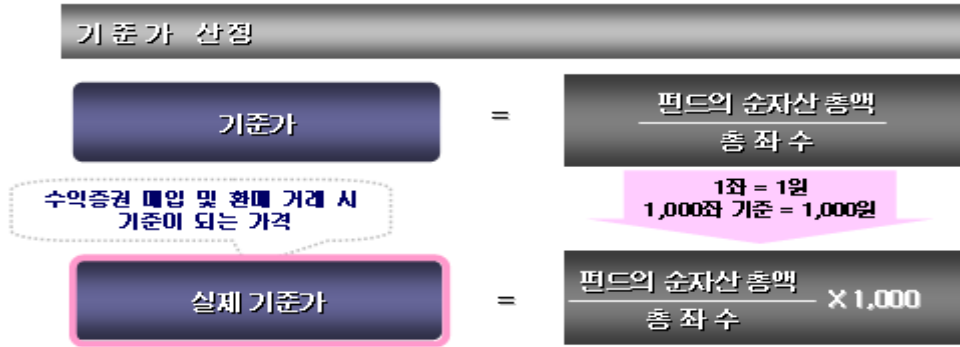 기준가 산정
기준가
=
펀드의 순자산 총액
총 좌 수
수익증권 매입 및 환매 거래 시
기준이 되는 가격
1좌 = 1원
1,000좌 기준 = 1,000원
실제 기준가
=
펀드의 순자산 총액
총 좌 수
X 1,000